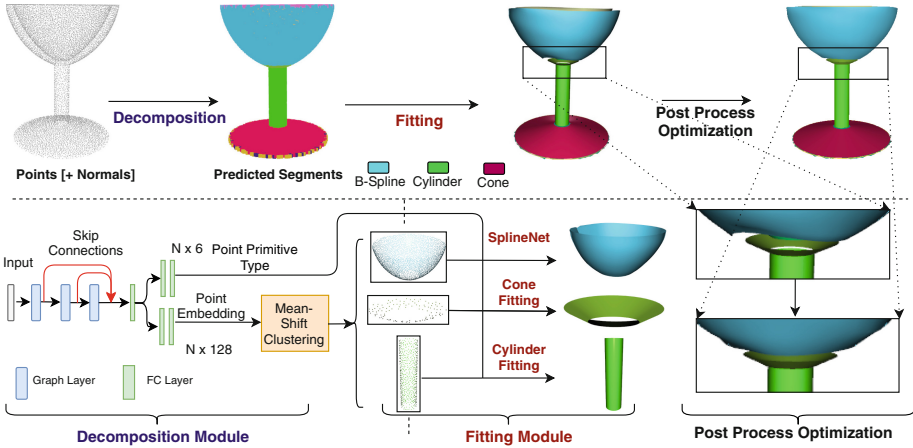 Decomposition
Fitting
Post Process
Optimization
Points [+ Normals]
Predicted Segments
B-Spline
Cylinder
Cone
Skip
Connections
Input
N x 6
Point Primitive
Type
Point
Embedding
N x 128
Mean-
Shift
Clustering
Graph Layer
FC Layer
SplineNet
Cone
Fitting
Cylinder
Fitting
Decomposition Module
Fitting Module
Post Process Optimization